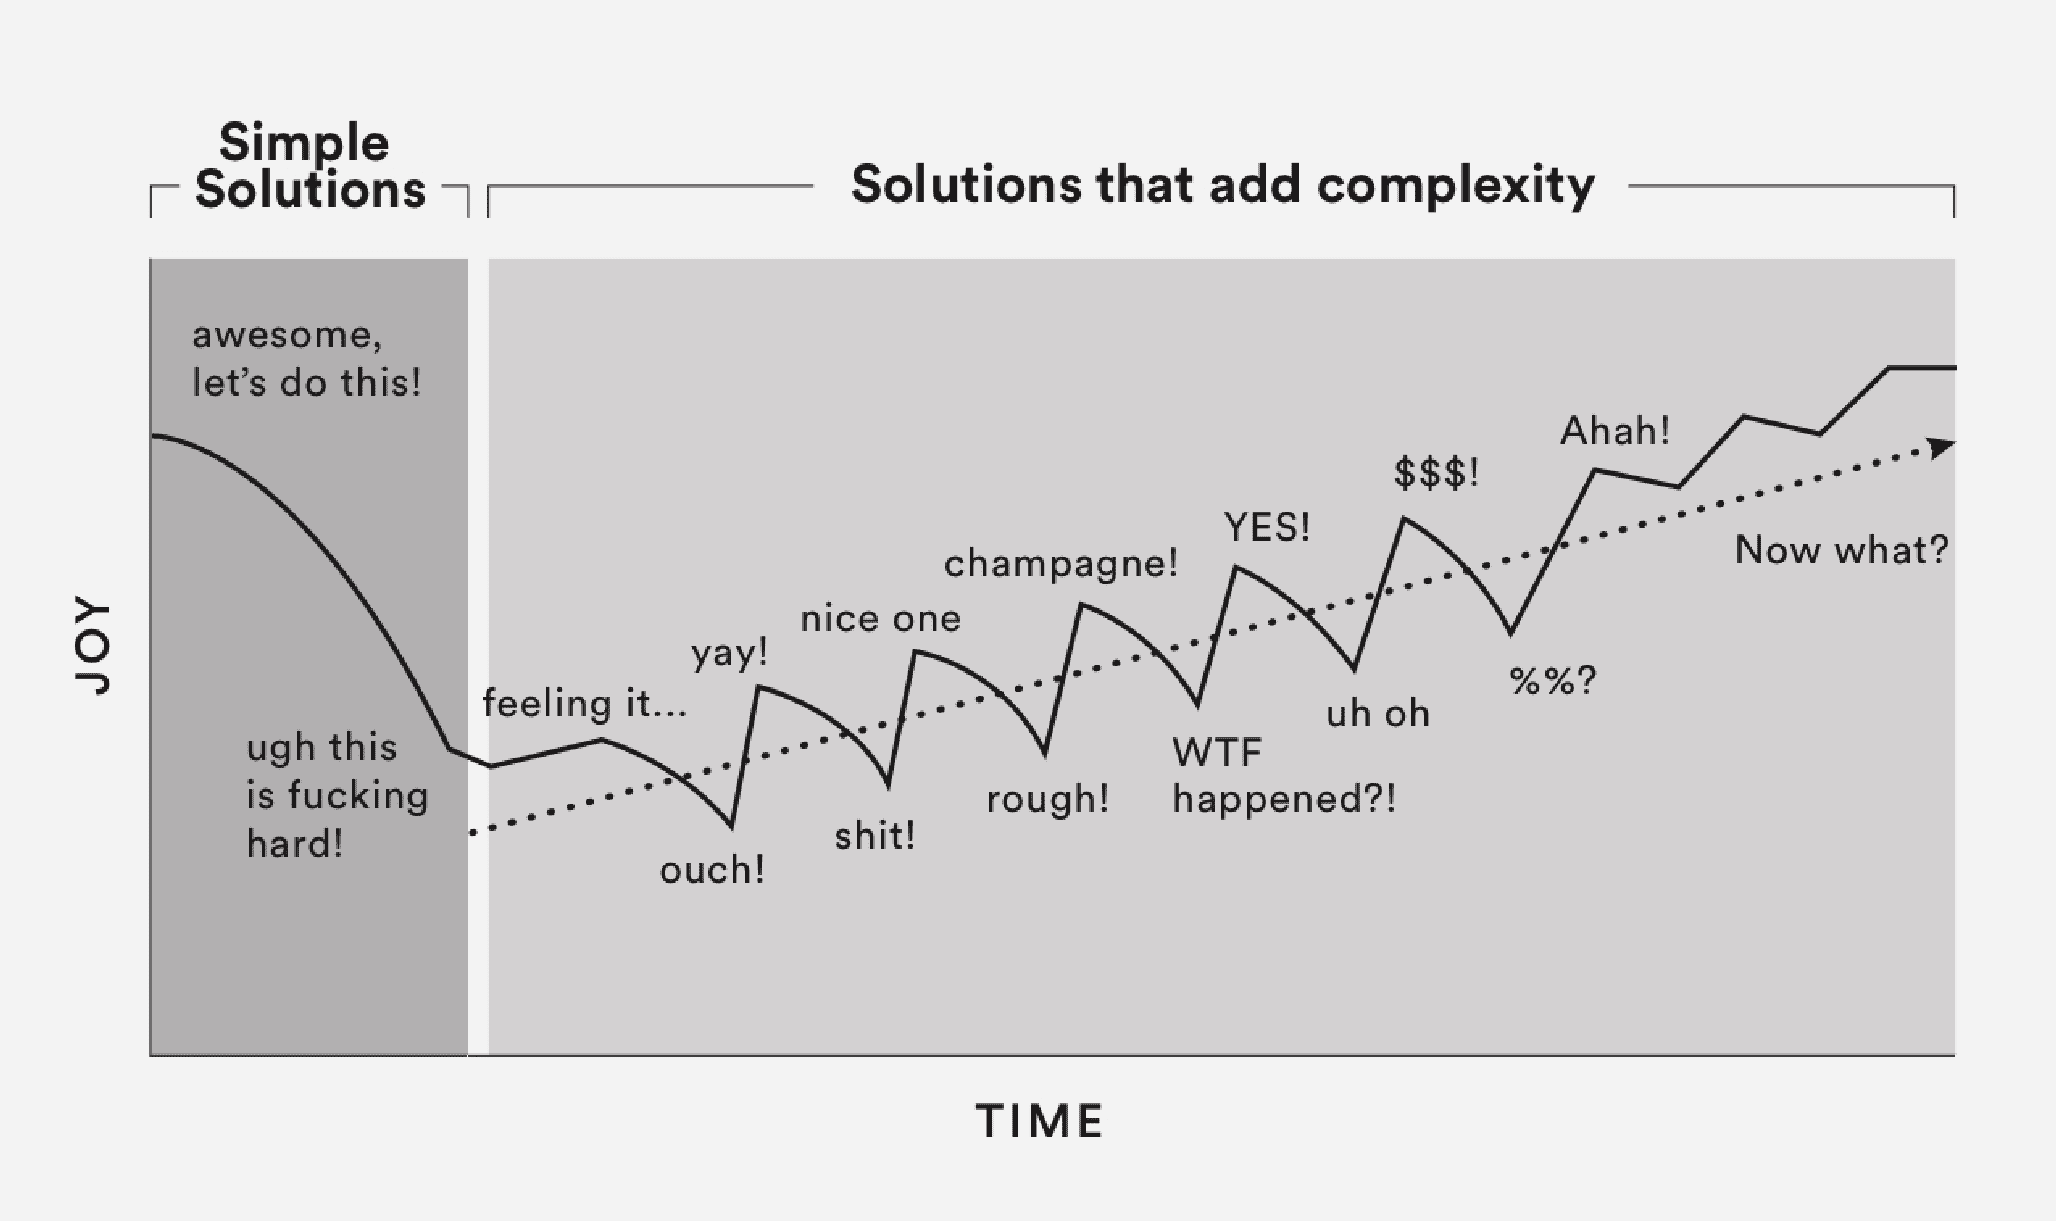 Simple
Solutions
Solutions that add complexity
awesome,
let’s do this!
ugh this
is fucking
hard!
feeling it...
ouch!
yay!
shit!
nice one
rough!
champagne!
WTF
happened?!
YES!
uh oh
$$$!
%%?
Ahah!
Now what?
JOY
TIME